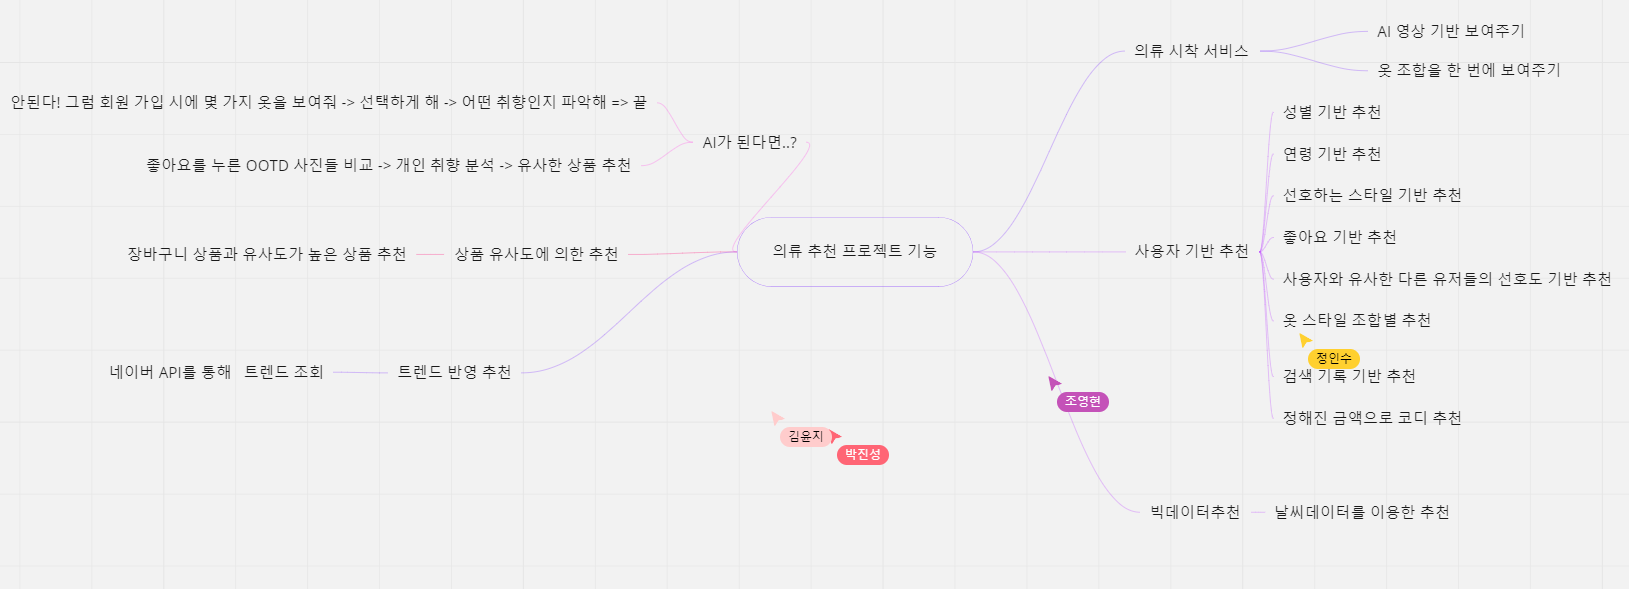 의류 추천 프로젝트 기능
의류 시착 서비스
AI 영상 기반 보여주기
옷 조합을 한 번에 보여주기
사용자 기반 추천
성별 기반 추천
연령 기반 추천
선호하는 스타일 기반 추천
좋아요 기반 추천
사용자와 유사한 다른 유저들의 선호도 기반 추천
옷 스타일 조합별 추천
정인수
검색 기록 기반 추천
정해진 금액으로 코디 추천
조영현
빅데이터추천
날씨데이터를 이용한 추천
AI가 된다면..?
안된다! 그럼 회원 가입 시에 몇 가지 옷을 보여줘 -> 선택하게 해 -> 어떤 취향인지 파악해 => 끝
좋아요를 누른 OOTD 사진들 비교 -> 개인 취향 분석 -> 유사한 상품 추천
상품 유사도에 의한 추천
장바구니 상품과 유사도가 높은 상품 추천
트렌드 반영 추천
네이버 API를 통해 트렌드 조회
김윤지
박진성